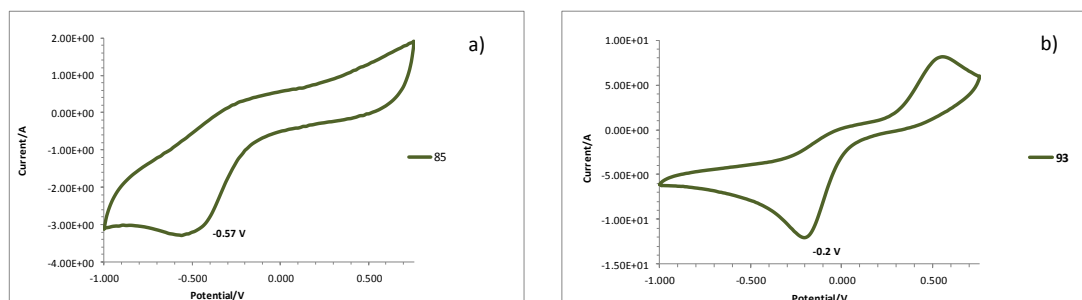 a)
2.00E+00
1.00E+00
0.00E+00
-1.00E+00
-2.00E+00
-3.00E+00
-4.00E+00
Current/A
-1.000
-0.500
0.000
0.500
Potential/V
-0.57 V
85
b)
1.00E+01
5.00E+00
0.00E+00
-5.00E+00
-1.00E+01
-1.50E+01
Current/A
-1.000
-0.500
0.000
0.500
Potential/V
-0.2 V
93